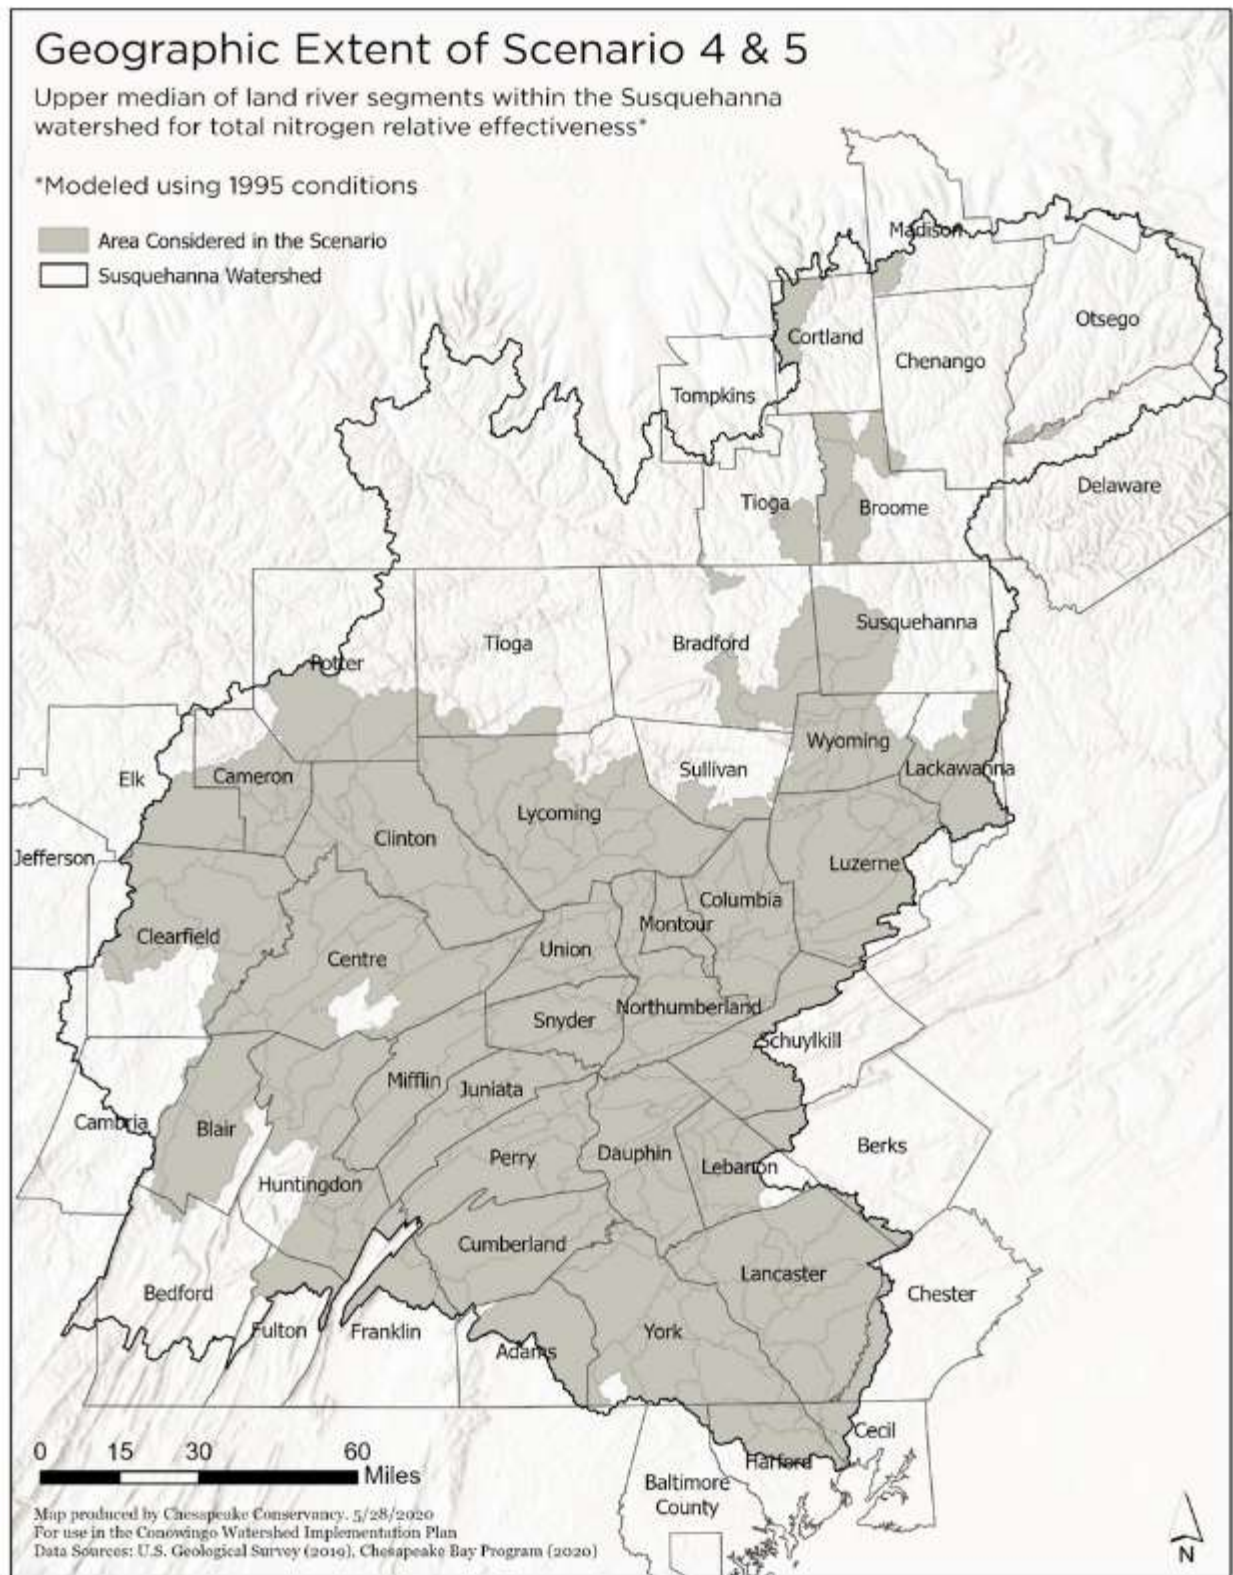 Geographic Extent of Scenario 4 & 5
Upper median of land river segments within the Susquehanna
watershed for total nitrogen relative effectiveness*
*Modeled using 1995 conditions
Area Considered in the Scenario
Susquehanna Watershed
Madison
Otsego
Cortland
Chenango
Tompkins
Delaware
Tioga
Broome
Susquehanna
Tioga
Bradford
Potter
Wyoming
Sullivan
Lackawanna
Elk
Cameron
Lycoming
Clinton
Jefferson
Luzerne
Columbia
Montour
Clearfield
Union
Centre
Northumberland
Snyder
Schuylkill
Mifflin
Juniata
Cambria
Blair
Berks
Perry
Dauphin
Lebanon
Huntingdon
Cumberland
Lancaster
Bedford
Chester
Fulton
Franklin
York
Adams
Cecil
Harford
Baltimore
County
0 15 30 60
Miles
Map produced by Chesapeake Conservancy. 5/28/2020
For use in the Conowingo Watershed Implementation Plan
Data Sources: U.S. Geological Survey (2019), Chesapeake Bay Program (2020)
N